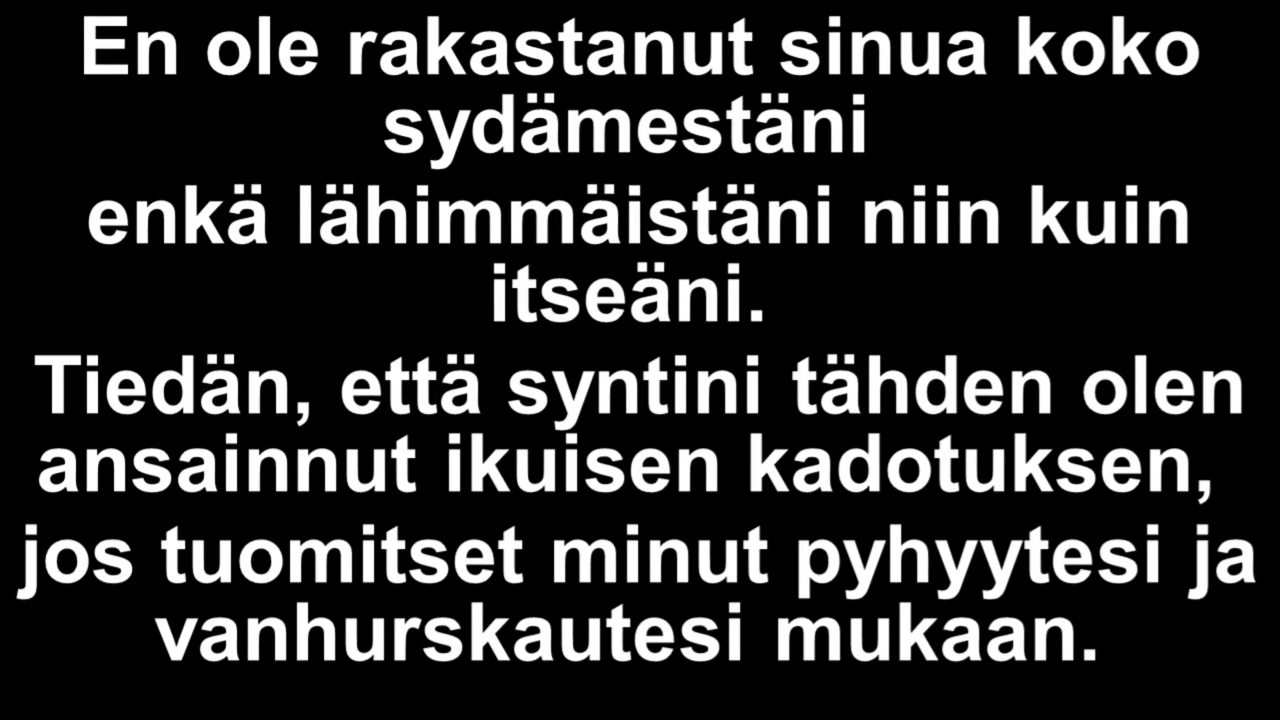 En ole rakastanut sinua koko
sydämestäni
enkä lähimmäistäni niin kuin
itseäni.
Tiedän, että syntini tähden olen
ansainnut ikuisen kadotuksen,
jos tuomitset minut pyhyytesi ja
vanhurskautesi mukaan.